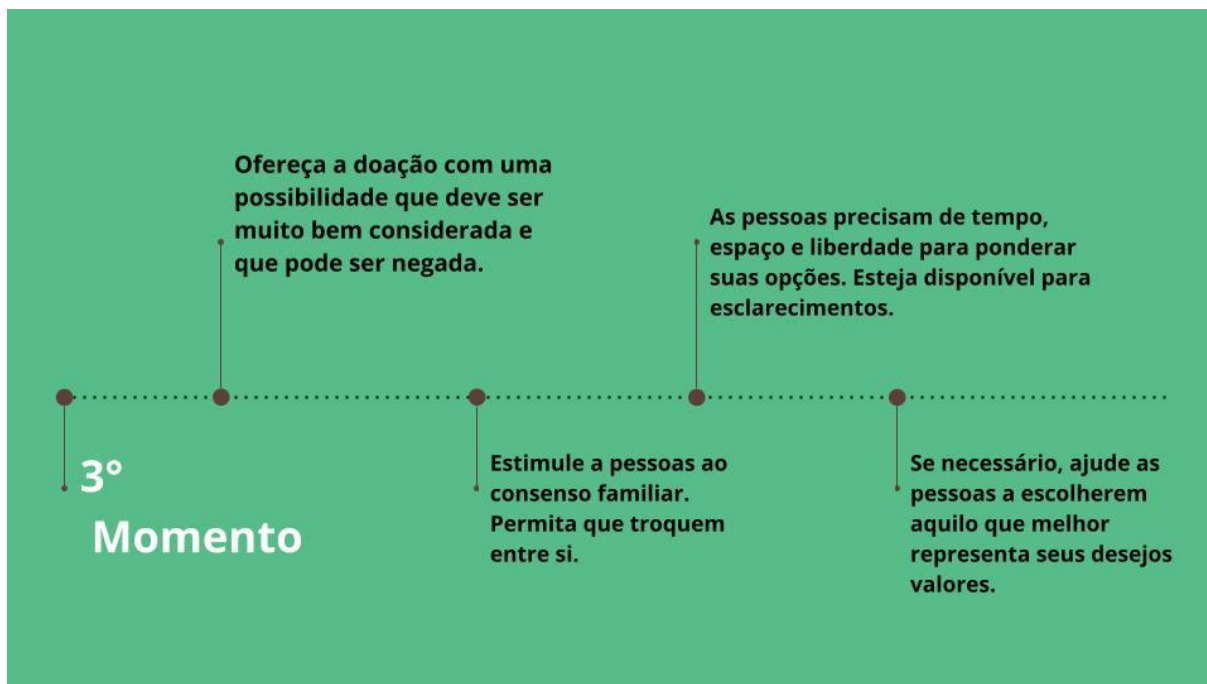 3°
Momento
Ofereça a doação com uma
possibilidade que deve ser
muito bem considerada e
que pode ser negada.
Estimule a pessoas ao
consenso familiar.
Permita que troquem
entre si.
As pessoas precisam de tempo,
espaço e liberdade para ponderar
suas opções. Esteja disponível para
esclarecimentos.
Se necessário, ajude as
pessoas a escolherem
aquilo que melhor
representa seus desejos
valores.